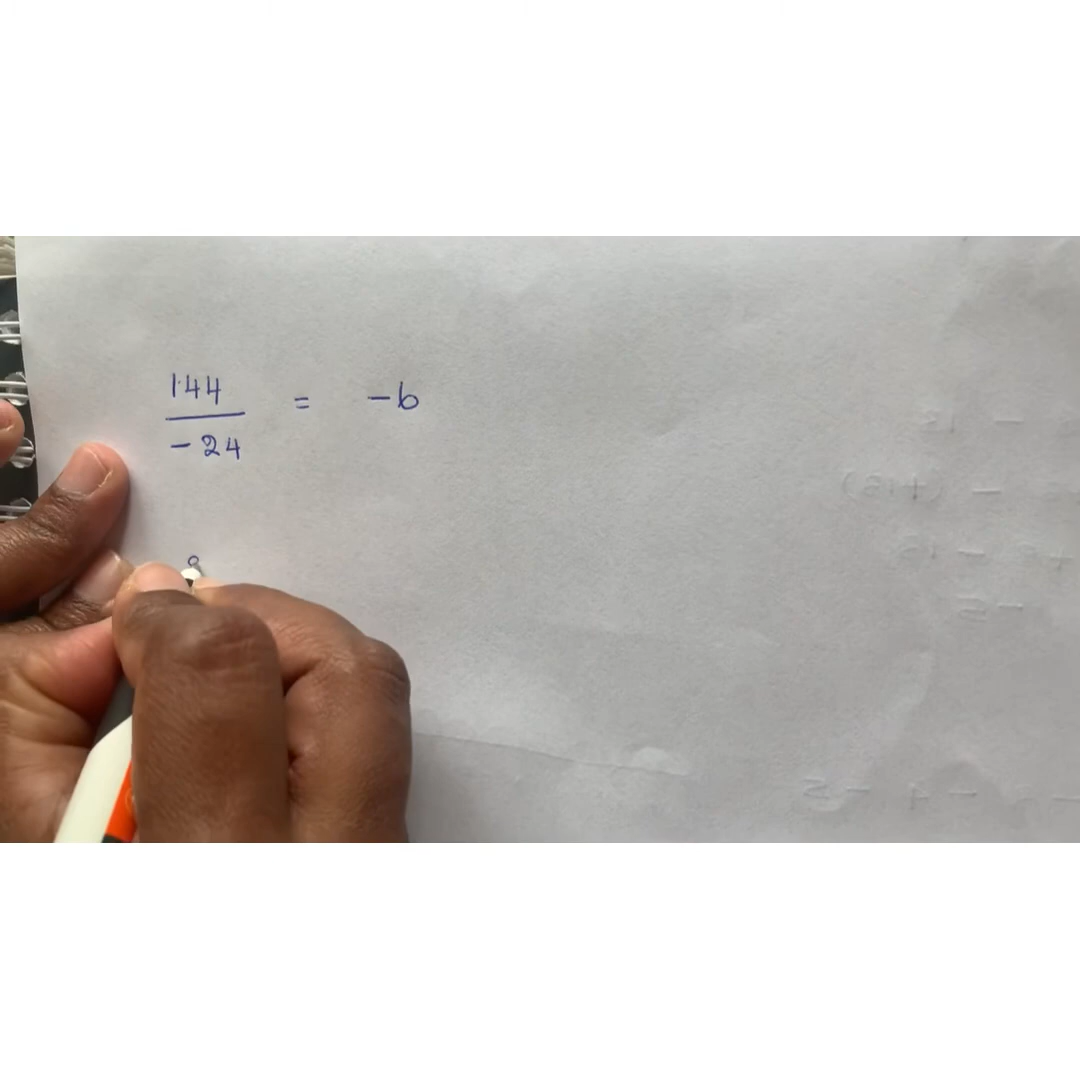 144
——— = -6
-24